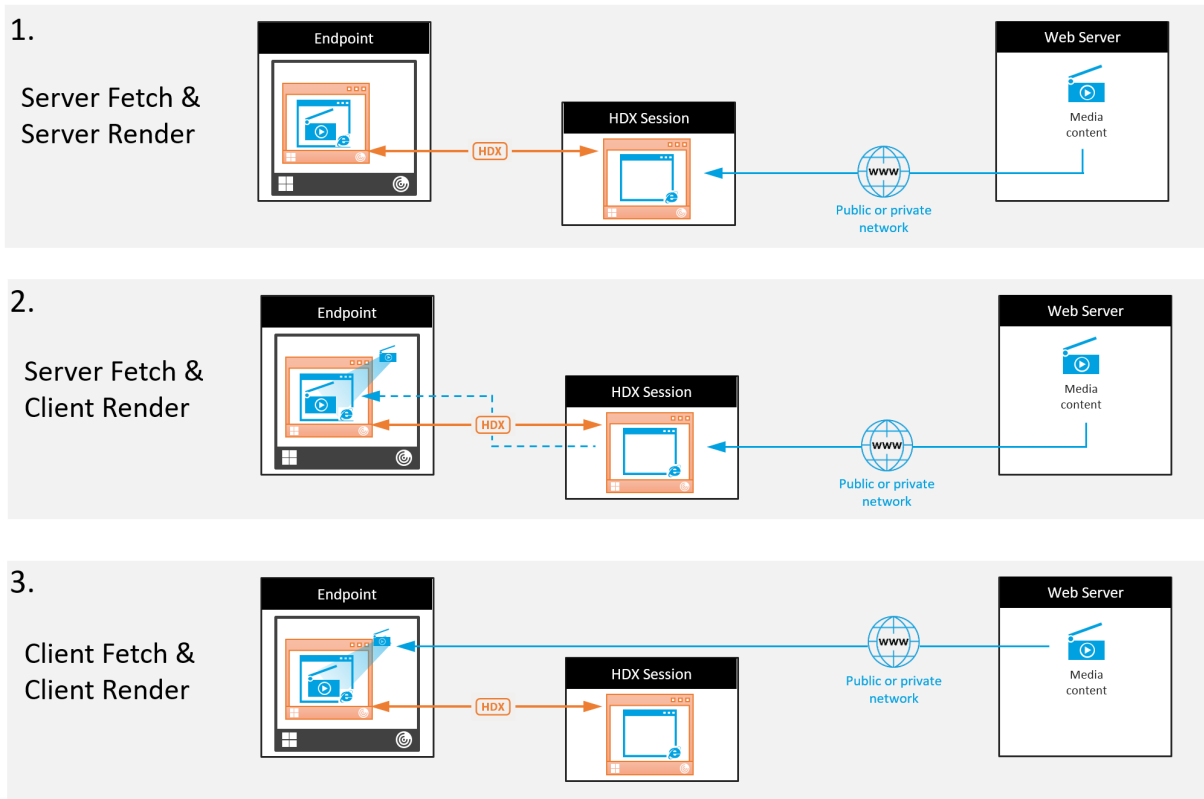 1.
Server Fetch &
Server Render
Endpoint
HDX
HDX Session
www
Public or private
network
Web Server
Media
content
2.
Server Fetch &
Client Render
Endpoint
HDX
HDX Session
www
Public or private
network
Web Server
Media
content
3.
Client Fetch &
Client Render
Endpoint
HDX
HDX Session
www
Public or private
network
Web Server
Media
content